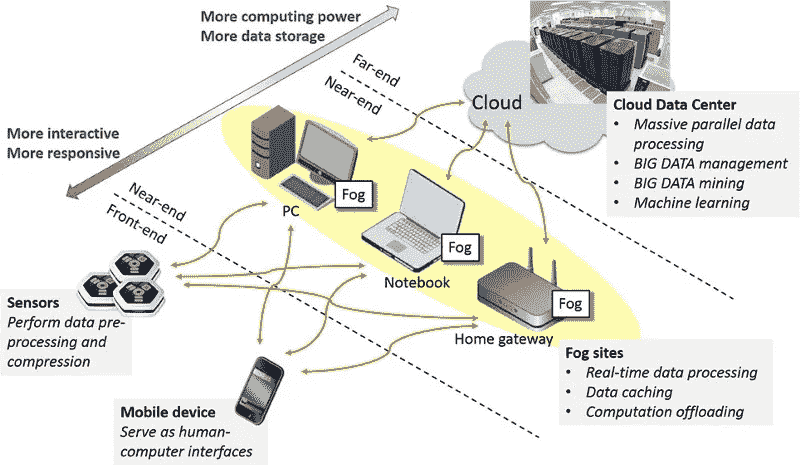 More computing power
More data storage
Far-end
Near-end
Cloud
Cloud Data Center
• Massive parallel data
processing
• BIG DATA management
• BIG DATA mining
• Machine learning
More interactive
More responsive
Near-end
Front-end
Fog
PC
Fog
Notebook
Fog
Home gateway
Sensors
Perform data pre-
processing and
compression
Fog sites
• Real-time data processing
• Data caching
• Computation offloading
Mobile device
Serve as human-
computer interfaces